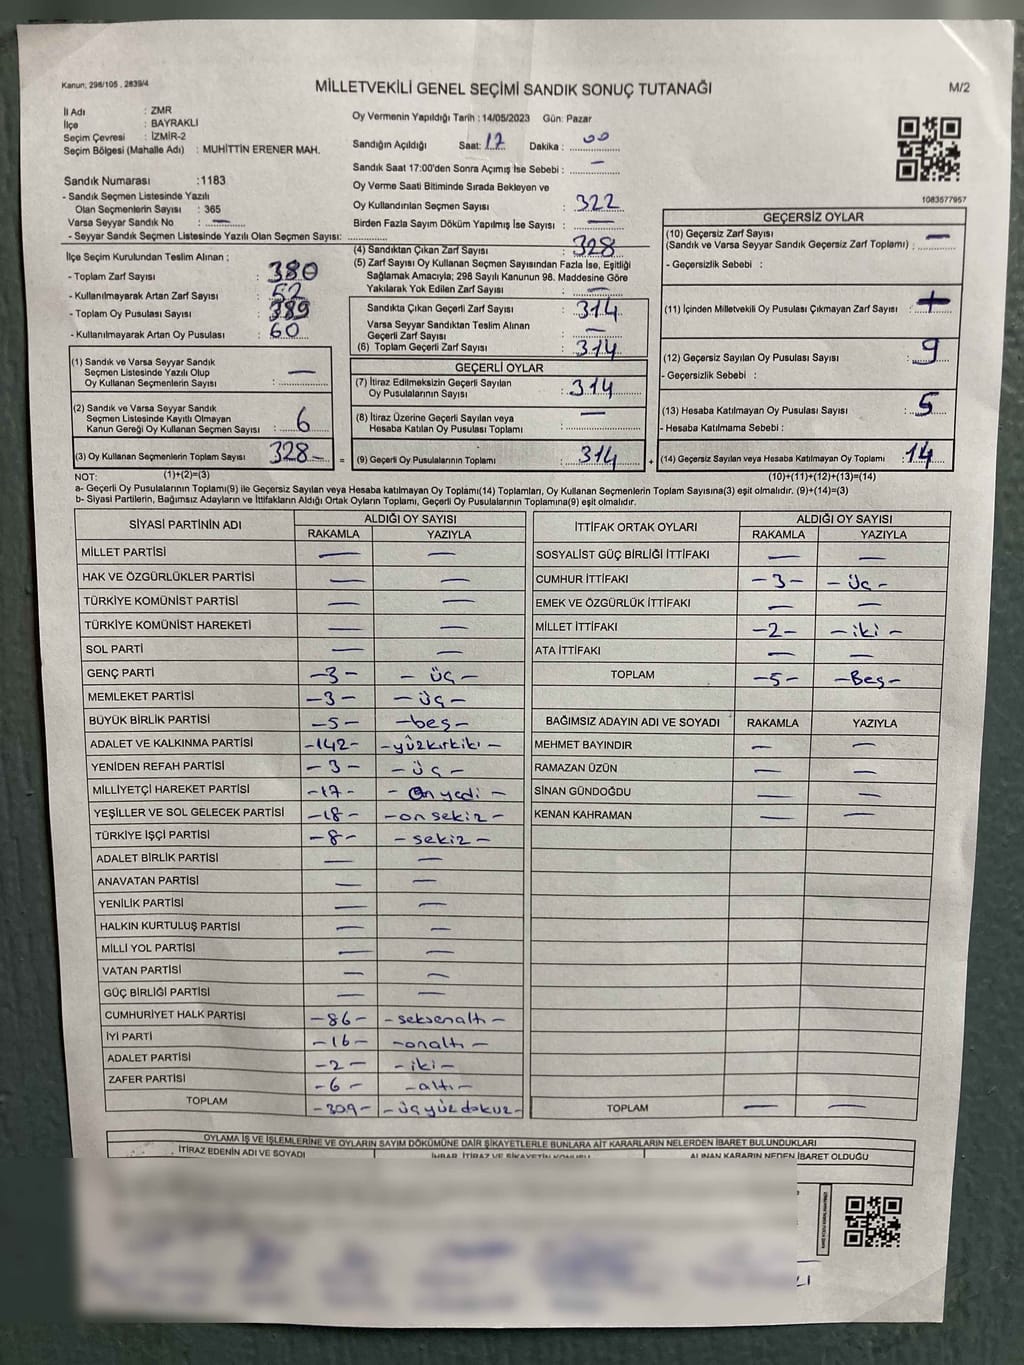 Kanun: 298/105 , 2839/4
MİLLETVEKİLİ GENEL SEÇİMİ SANDIK SONUÇ TUTANAĞI
M/2
İl Adı : ZMR
İlçe : BAYRAKLI
Seçim Çevresi : İZMİR-2
Seçim Bölgesi (Mahalle Adı) : MUHİTTİN ERENER MAH.
Sandık Numarası :1183
- Sandık Seçmen Listesinde Yazılı
Olan Seçmenlerin Sayısı : 365
Varsa Seyyar Sandık No : —
- Seyyar Sandık Seçmen Listesinde Yazılı Olan Seçmen Sayısı:
İlçe Seçim Kurulundan Teslim Alınan ;
- Toplam Zarf Sayısı : 380
- Kullanılmayarak Artan Zarf Sayısı : 52
- Toplam Oy Pusulası Sayısı : 389
- Kullanılmayarak Artan Oy Pusulası : 60
(1) Sandık ve Varsa Seyyar Sandık
Seçmen Listesinde Yazılı Olup
Oy Kullanan Seçmenlerin Sayısı : —
(2) Sandık ve Varsa Seyyar Sandık
Seçmen Listesinde Kayıtlı Olmayan
Kanun Gereği Oy Kullanan Seçmen Sayısı : 6
(3) Oy Kullanan Seçmenlerin Toplam Sayısı 328-
Oy Vermenin Yapıldığı Tarih : 14/05/2023 Gün: Pazar
Sandığın Açıldığı Saat: 17 Dakika : 00
Sandık Saat 17:00'den Sonra Açımış İse Sebebi : —
Oy Verme Saati Bitiminde Sırada Bekleyen ve
Oy Kullandırılan Seçmen Sayısı : 322
Birden Fazla Sayım Döküm Yapılmış İse Sayısı : —
(4) Sandıktan Çıkan Zarf Sayısı : 328
(5) Zarf Sayısı Oy Kullanan Seçmen Sayısından Fazla İse, Eşitliği
Sağlamak Amacıyla; 298 Sayılı Kanunun 98. Maddesine Göre
Yakılarak Yok Edilen Zarf Sayısı : —
Sandıkta Çıkan Geçerli Zarf Sayısı : 314
Varsa Seyyar Sandıktan Teslim Alınan
Geçerli Zarf Sayısı : —
(6) Toplam Geçerli Zarf Sayısı : 314
GEÇERLİ OYLAR
(7) İtiraz Edilmeksizin Geçerli Sayılan
Oy Pusulalarının Sayısı : 314
(8) İtiraz Üzerine Geçerli Sayılan veya
Hesaba Katılan Oy Pusulası Toplamı : —
= (9) Geçerli Oy Pusulalarının Toplamı : 314
1083577957
GEÇERSİZ OYLAR
(10) Geçersiz Zarf Sayısı
(Sandık ve Varsa Seyyar Sandık Geçersiz Zarf Toplamı) : —
- Geçersizlik Sebebi :
(11) İçinden Milletvekili Oy Pusulası Çıkmayan Zarf Sayısı :
(12) Geçersiz Sayılan Oy Pusulası Sayısı : 9
- Geçersizlik Sebebi :
(13) Hesaba Katılmayan Oy Pusulası Sayısı : 5
- Hesaba Katılmama Sebebi :
+ (14) Geçersiz Sayılan veya Hesaba Katılmayan Oy Toplamı : 14
NOT: (1)+(2)=(3) (10)+(11)+(12)+(13)=(14)
a- Geçerli Oy Pusulalarının Toplamı(9) ile Geçersiz Sayılan veya Hesaba katılmayan Oy Toplamı(14) Toplamları, Oy Kullanan Seçmenlerin Toplam Sayısına(3) eşit olmalıdır. (9)+(14)=(3)
b- Siyasi Partilerin, Bağımsız Adayların ve İttifakların Aldığı Ortak Oyların Toplamı, Geçerli Oy Pusulalarının Toplamına(9) eşit olmalıdır.
SİYASİ PARTİNİN ADI ALDIĞI OY SAYISI
RAKAMLA YAZIYLA
MİLLET PARTİSİ — —
HAK VE ÖZGÜRLÜKLER PARTİSİ — —
TÜRKİYE KOMÜNİST PARTİSİ — —
TÜRKİYE KOMÜNİST HAREKETİ — —
SOL PARTİ — —
GENÇ PARTİ -3- - üç -
MEMLEKET PARTİSİ -3- - üç -
BÜYÜK BİRLİK PARTİSİ -5- -beş-
ADALET VE KALKINMA PARTİSİ -142- -yüzkırkiki-
YENİDEN REFAH PARTİSİ -3- - üç -
MİLLİYETÇİ HAREKET PARTİSİ -17- - Onyedi -
YEŞİLLER VE SOL GELECEK PARTİSİ -18- -onsekiz-
TÜRKİYE İŞÇİ PARTİSİ -8- - sekiz -
ADALET BİRLİK PARTİSİ — —
ANAVATAN PARTİSİ — —
YENİLİK PARTİSİ — —
HALKIN KURTULUŞ PARTİSİ — —
MİLLİ YOL PARTİSİ — —
VATAN PARTİSİ — —
GÜÇ BİRLİĞİ PARTİSİ — —
CUMHURİYET HALK PARTİSİ -86- -seksenaltı-
İYİ PARTİ -16- -onaltı-
ADALET PARTİSİ -2- -iki-
ZAFER PARTİSİ -6- -altı-
TOPLAM -309- -üçyüzdokuz-
İTTİFAK ORTAK OYLARI ALDIĞI OY SAYISI
RAKAMLA YAZIYLA
SOSYALİST GÜÇ BİRLİĞİ İTTİFAKI — —
CUMHUR İTTİFAKI -3- - üç -
EMEK VE ÖZGÜRLÜK İTTİFAKI — —
MİLLET İTTİFAKI -2- - iki -
ATA İTTİFAKI — —
TOPLAM -5- -Beş-
BAĞIMSIZ ADAYIN ADI VE SOYADI RAKAMLA YAZIYLA
MEHMET BAYINDIR — —
RAMAZAN ÜZÜN — —
SİNAN GÜNDOĞDU — —
KENAN KAHRAMAN — —
TOPLAM — —
OYLAMA İŞ VE İŞLEMLERİNE VE OYLARIN SAYIM DÖKÜMÜNE DAİR ŞİKAYETLERLE BUNLARA AİT KARARLARIN NELERDEN İBARET BULUNDUKLARI
İTİRAZ EDENİN ADI VE SOYADI
İHBAR, İTİRAZ VE ŞİKAYETİN KONUSU
ALINAN KARARIN NEDEN İBARET OLDUĞU